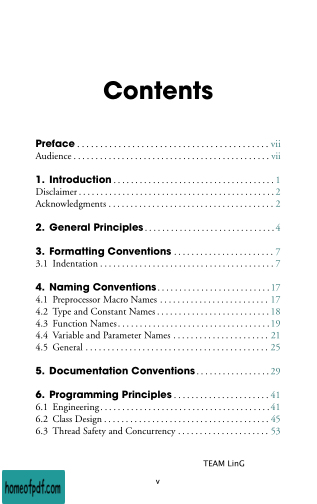 Contents
Preface . . . . . . . . . . . . . . . . . . . . . . . . . . . . . . . . . . . . . . . . . vii
Audience . . . . . . . . . . . . . . . . . . . . . . . . . . . . . . . . . . . . . . . . . vii
1. Introduction . . . . . . . . . . . . . . . . . . . . . . . . . . . . . . . . . . 1
Disclaimer . . . . . . . . . . . . . . . . . . . . . . . . . . . . . . . . . . . . . . . . 2
Acknowledgments . . . . . . . . . . . . . . . . . . . . . . . . . . . . . . . . . . 2
2. General Principles . . . . . . . . . . . . . . . . . . . . . . . . . . . . 4
3. Formatting Conventions . . . . . . . . . . . . . . . . . . . . . . 7
3.1 Indentation . . . . . . . . . . . . . . . . . . . . . . . . . . . . . . . . . . . . 7
4. Naming Conventions . . . . . . . . . . . . . . . . . . . . . . . . 17
4.1 Preprocessor Macro Names . . . . . . . . . . . . . . . . . . . . . . . 17
4.2 Type and Constant Names . . . . . . . . . . . . . . . . . . . . . . . . 18
4.3 Function Names . . . . . . . . . . . . . . . . . . . . . . . . . . . . . . . . 19
4.4 Variable and Parameter Names . . . . . . . . . . . . . . . . . . . . 21
4.5 General . . . . . . . . . . . . . . . . . . . . . . . . . . . . . . . . . . . . . . . 25
5. Documentation Conventions . . . . . . . . . . . . . . . . 29
6. Programming Principles . . . . . . . . . . . . . . . . . . . . . 41
6.1 Engineering . . . . . . . . . . . . . . . . . . . . . . . . . . . . . . . . . . . . 41
6.2 Class Design . . . . . . . . . . . . . . . . . . . . . . . . . . . . . . . . . . . 45
6.3 Thread Safety and Concurrency . . . . . . . . . . . . . . . . . . . . 53
TEAM LinG
v
homeofpdf.com